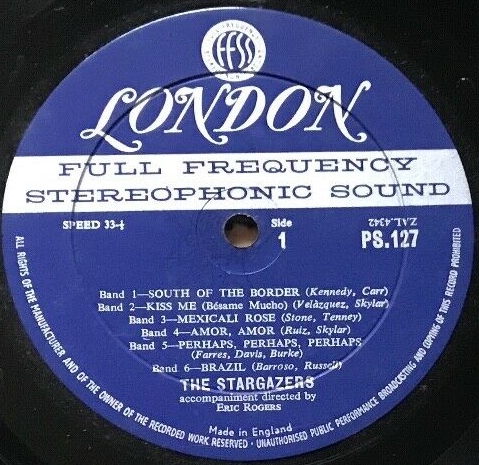 FFSS
LONDON
FULL FREQUENCY
STEREOPHONIC SOUND
SPEED 33⅓
Side
1
ZAL.4342
PS.127
Band 1—SOUTH OF THE BORDER (Kennedy, Carr)
Band 2—KISS ME (Bésame Mucho) (Velàzquez, Skylar)
Band 3—MEXICALI ROSE (Stone, Tenney)
Band 4—AMOR, AMOR (Ruiz, Skylar)
Band 5—PERHAPS, PERHAPS, PERHAPS
(Farres, Davis, Burke)
Band 6—BRAZIL (Barroso, Russell)
THE STARGAZERS
accompaniment directed by
ERIC ROGERS
Made in England
ALL RIGHTS OF THE MANUFACTURER AND OF THE OWNER OF THE RECORDED WORK RESERVED · UNAUTHORISED PUBLIC PERFORMANCE BROADCASTING AND COPYING OF THIS RECORD PROHIBITED